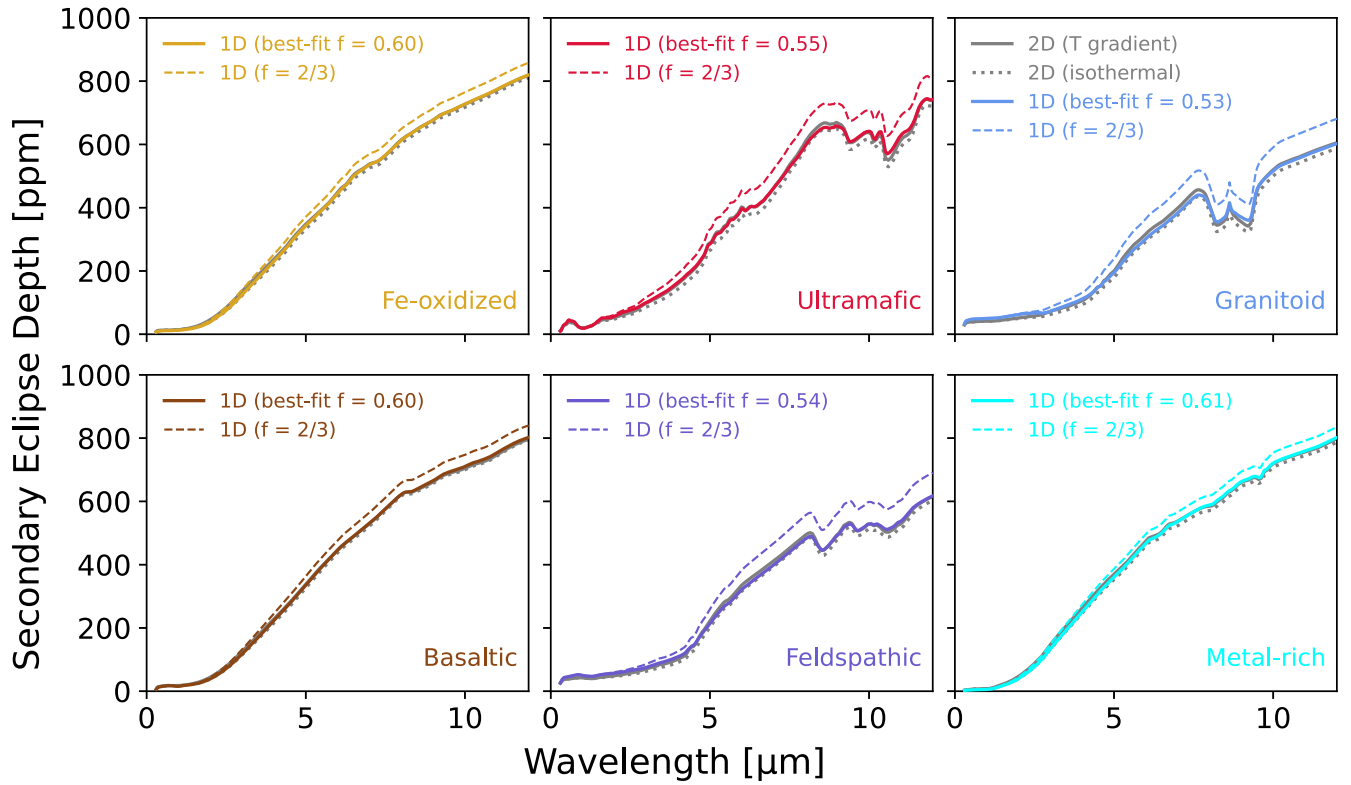 Secondary Eclipse Depth [ppm]
1000
800
600
400
200
0
1D (best-fit f = 0.60)
1D (f = 2/3)
Fe-oxidized
1D (best-fit f = 0.55)
1D (f = 2/3)
Ultramafic
2D (T gradient)
2D (isothermal)
1D (best-fit f = 0.53)
1D (f = 2/3)
Granitoid
1000
800
600
400
200
0
1D (best-fit f = 0.60)
1D (f = 2/3)
Basaltic
1D (best-fit f = 0.54)
1D (f = 2/3)
Feldspathic
1D (best-fit f = 0.61)
1D (f = 2/3)
Metal-rich
0 5 10
0 5 10
0 5 10
Wavelength [μm]